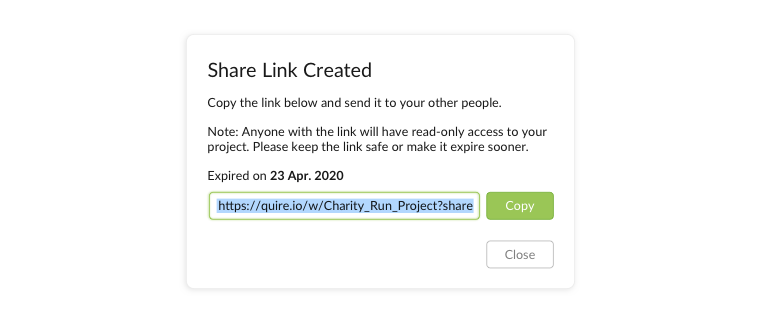 Share Link Created
Copy the link below and send it to your other people.
Note: Anyone with the link will have read-only access to your
project. Please keep the link safe or make it expire sooner.
Expired on 23 Apr. 2020
https://quire.io/w/Charity_Run_Project?share
Copy
Close